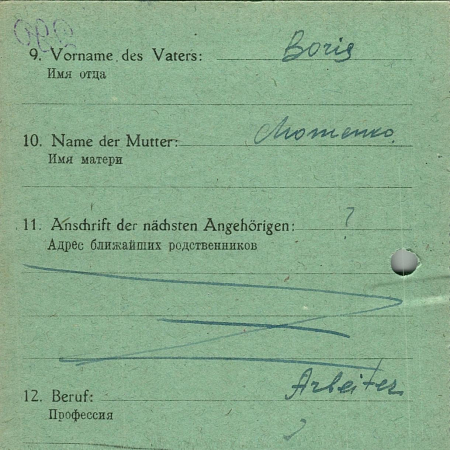 9. Vorname des Vaters: Boris
Имя отца
10. Name der Mutter:
Имя матери
11. Anschrift der nächsten Angehörigen: ?
Адрес ближайших родственников
12. Beruf: Arbeiter
Профессия